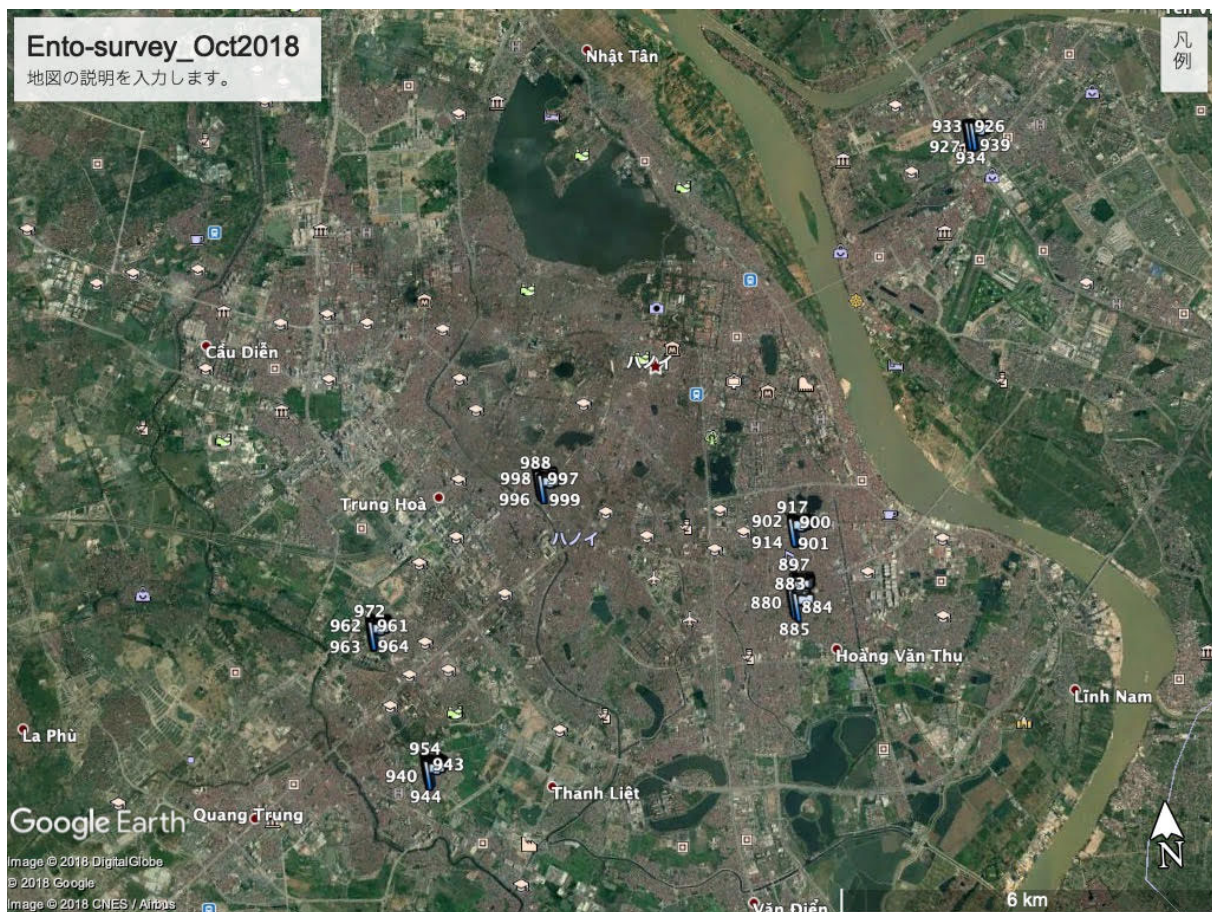 Ento-survey_Oct2018
地図の説明を入力します。
凡
例
Nhật Tân
933 926
927 939
934
Cầu Diễn
ハノイ
988
998 997
996 999
Trung Hoà
ハノイ
917
902 900
914 901
897
883
880 884
885
972
962 961
963 964
Hoàng Văn Thụ
Lĩnh Nam
La Phù
954
943
940
944
Thanh Liệt
Quang Trung
Google Earth
N
Image © 2018 DigitalGlobe
© 2018 Google
Image © 2018 CNES / Airbus
6 km
Văn Điển